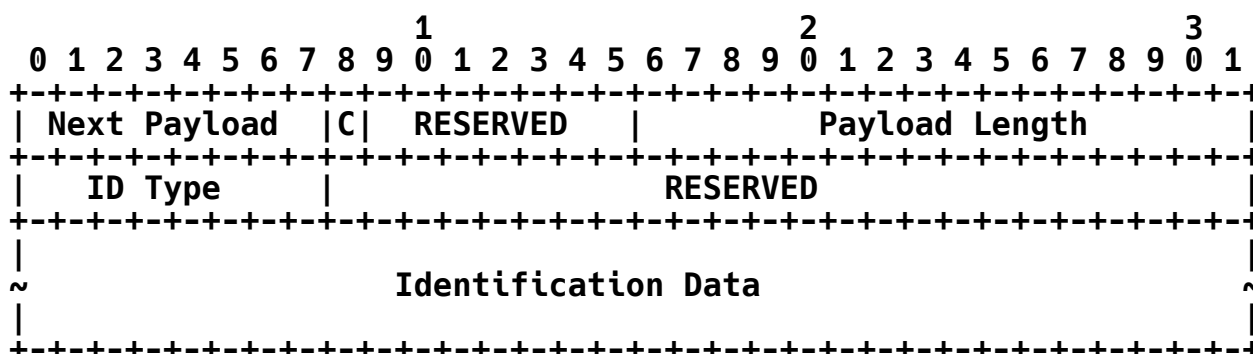 1                   2                   3
 0 1 2 3 4 5 6 7 8 9 0 1 2 3 4 5 6 7 8 9 0 1 2 3 4 5 6 7 8 9 0 1
+-+-+-+-+-+-+-+-+-+-+-+-+-+-+-+-+-+-+-+-+-+-+-+-+-+-+-+-+-+-+-+-+
| Next Payload  |C|  RESERVED   |         Payload Length        |
+-+-+-+-+-+-+-+-+-+-+-+-+-+-+-+-+-+-+-+-+-+-+-+-+-+-+-+-+-+-+-+-+
|   ID Type     |                 RESERVED                      |
+-+-+-+-+-+-+-+-+-+-+-+-+-+-+-+-+-+-+-+-+-+-+-+-+-+-+-+-+-+-+-+-+
|                                                               |
~                   Identification Data                         ~
|                                                               |
+-+-+-+-+-+-+-+-+-+-+-+-+-+-+-+-+-+-+-+-+-+-+-+-+-+-+-+-+-+-+-+-+